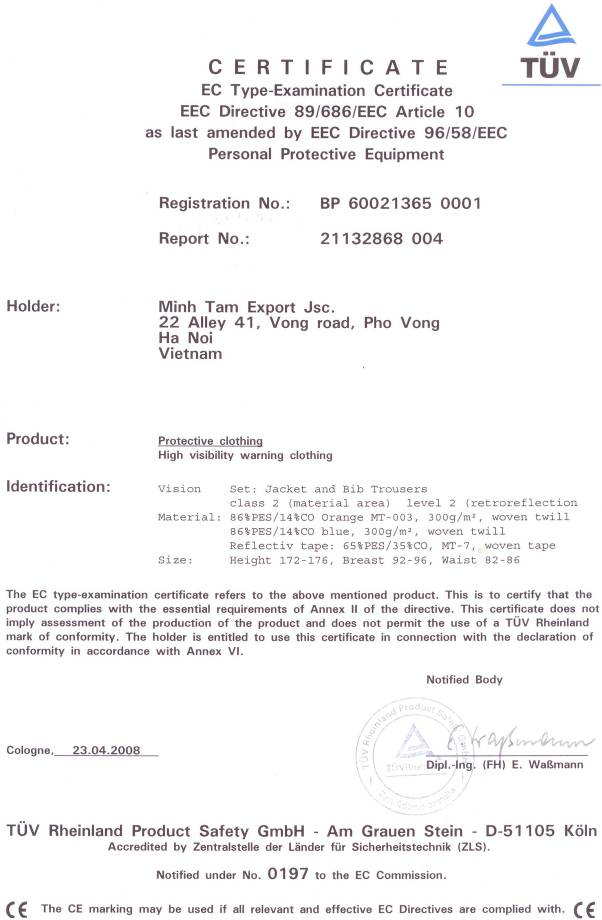 TÜV
CERTIFICATE
EC Type-Examination Certificate
EEC Directive 89/686/EEC Article 10
as last amended by EEC Directive 96/58/EEC
Personal Protective Equipment
Registration No.: BP 60021365 0001
Report No.: 21132868 004
Holder: Minh Tam Export Jsc.
22 Alley 41, Vong road, Pho Vong
Ha Noi
Vietnam
Product: Protective clothing
High visibility warning clothing
Identification: Vision Set: Jacket and Bib Trousers
class 2 (material area) level 2 (retroreflection
Material: 86%PES/14%CO Orange MT-003, 300g/m², woven twill
86%PES/14%CO blue, 300g/m², woven twill
Reflectiv tape: 65%PES/35%CO, MT-7, woven tape
Size: Height 172-176, Breast 92-96, Waist 82-86
The EC type-examination certificate refers to the above mentioned product. This is to certify that the
product complies with the essential requirements of Annex II of the directive. This certificate does not
imply assessment of the production of the product and does not permit the use of a TÜV Rheinland
mark of conformity. The holder is entitled to use this certificate in connection with the declaration of
conformity in accordance with Annex VI.
Notified Body
TÜV Rheinland Product Safety GmbH
Cologne, 23.04.2008
E. Waßmann
Dipl.-Ing. (FH) E. Waßmann
TÜV Rheinland Product Safety GmbH - Am Grauen Stein - D-51105 Köln
Accredited by Zentralstelle der Länder für Sicherheitstechnik (ZLS).
Notified under No. 0197 to the EC Commission.
CE The CE marking may be used if all relevant and effective EC Directives are complied with. CE